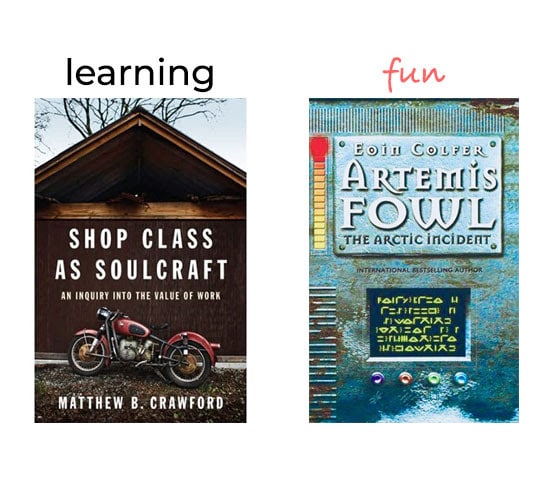 learning
fun
SHOP CLASS
AS SOULCRAFT
AN INQUIRY INTO THE VALUE OF WORK
MATTHEW B. CRAWFORD
EOIN COLFER
ARTEMIS
FOWL
THE ARCTIC INCIDENT
INTERNATIONAL BESTSELLING AUTHOR